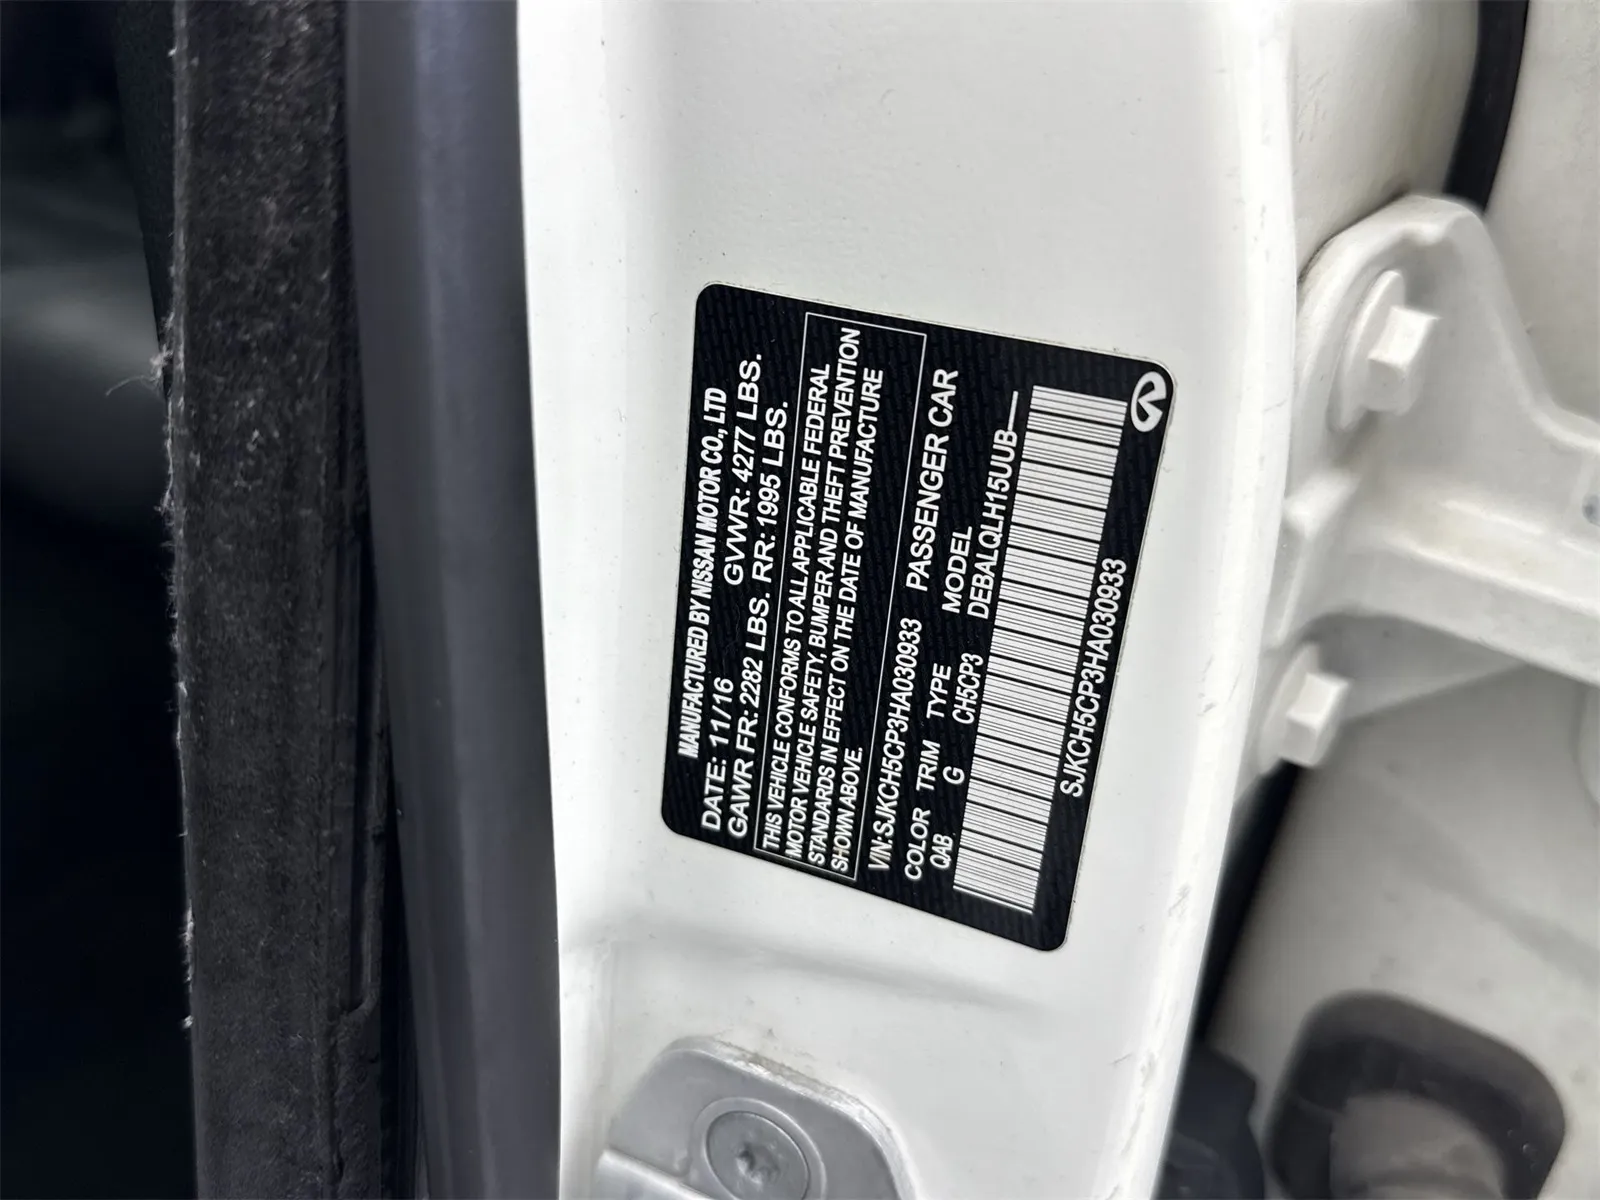 MANUFACTURED BY NISSAN MOTOR CO., LTD
DATE: 11/16 GVWR: 4277 LBS.
GAWR FR: 2282 LBS. RR: 1995 LBS.
THIS VEHICLE CONFORMS TO ALL APPLICABLE FEDERAL
MOTOR VEHICLE SAFETY, BUMPER AND THEFT PREVENTION
STANDARDS IN EFFECT ON THE DATE OF MANUFACTURE
SHOWN ABOVE.
VIN: SJKCH5CP3HA030933 PASSENGER CAR
COLOR TRIM TYPE MODEL
QAB G CH5CP3 DEBALQLH15UUB—
SJKCH5CP3HA030933